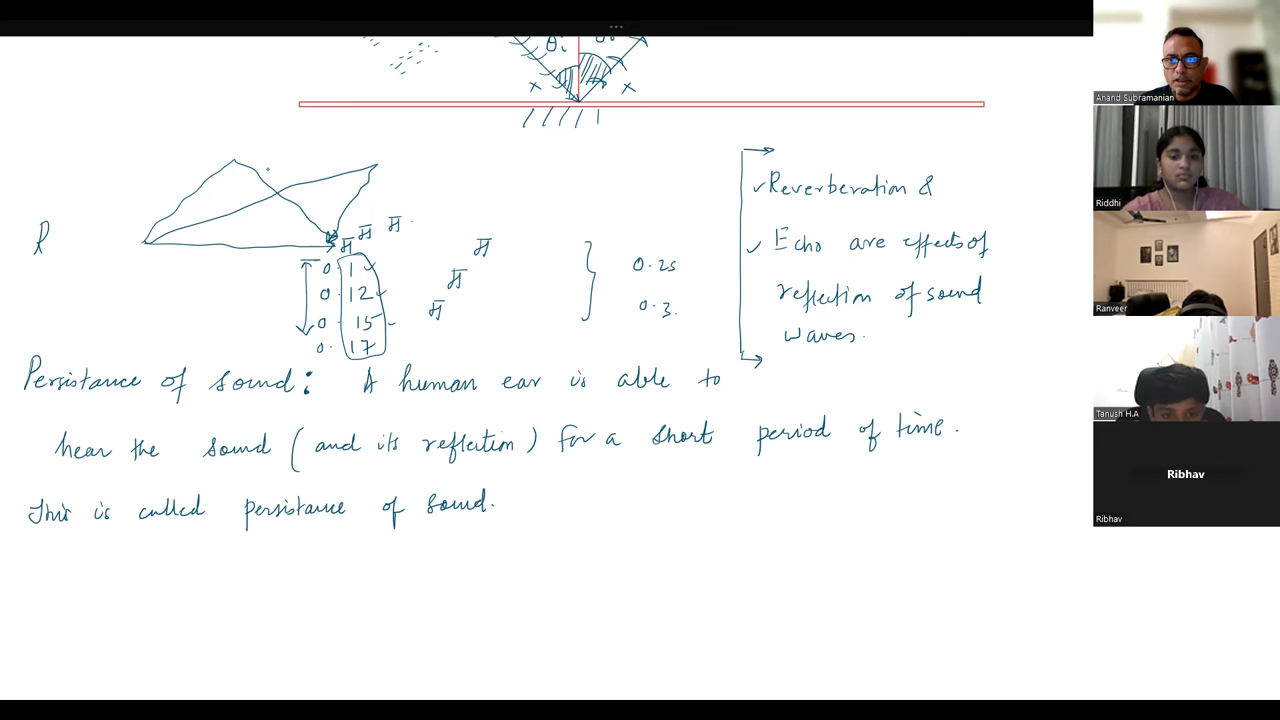 θi
x
x
Anand Subramanian
Reverberation &
Riddhi
R
Echo are effects of
0 1
0.25
reflection of sound
0 12
0 15
0.3.
Ranveer
waves.
0. 17
Persistance of sound: A human ear is able to
Tanush H.A
hear the sound (and its reflection) for a short period of time.
Ribhav
This is called persistance of sound.
Ribhav